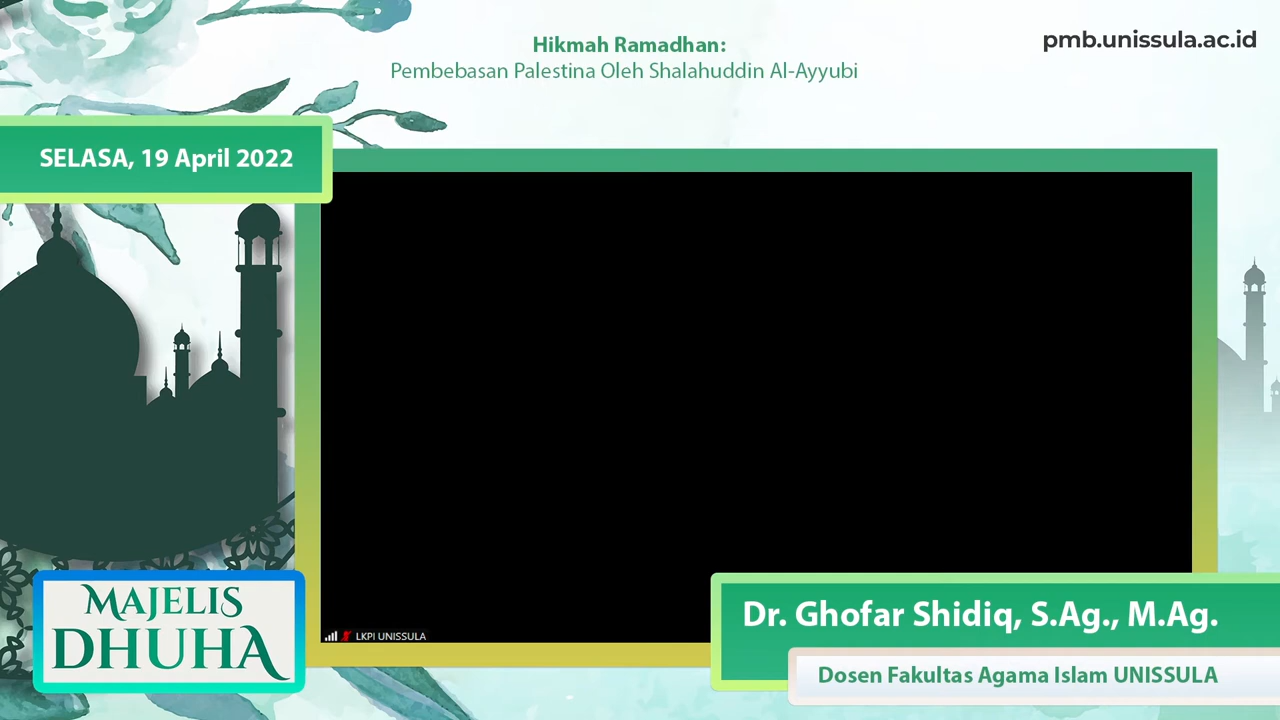 Hikmah Ramadhan:
Pembebasan Palestina Oleh Shalahuddin Al-Ayyubi
pmb.unissula.ac.id
SELASA, 19 April 2022
LKPI UNISSULA
MAJELIS
DHUHA
Dr. Ghofar Shidiq, S.Ag., M.Ag.
Dosen Fakultas Agama Islam UNISSULA